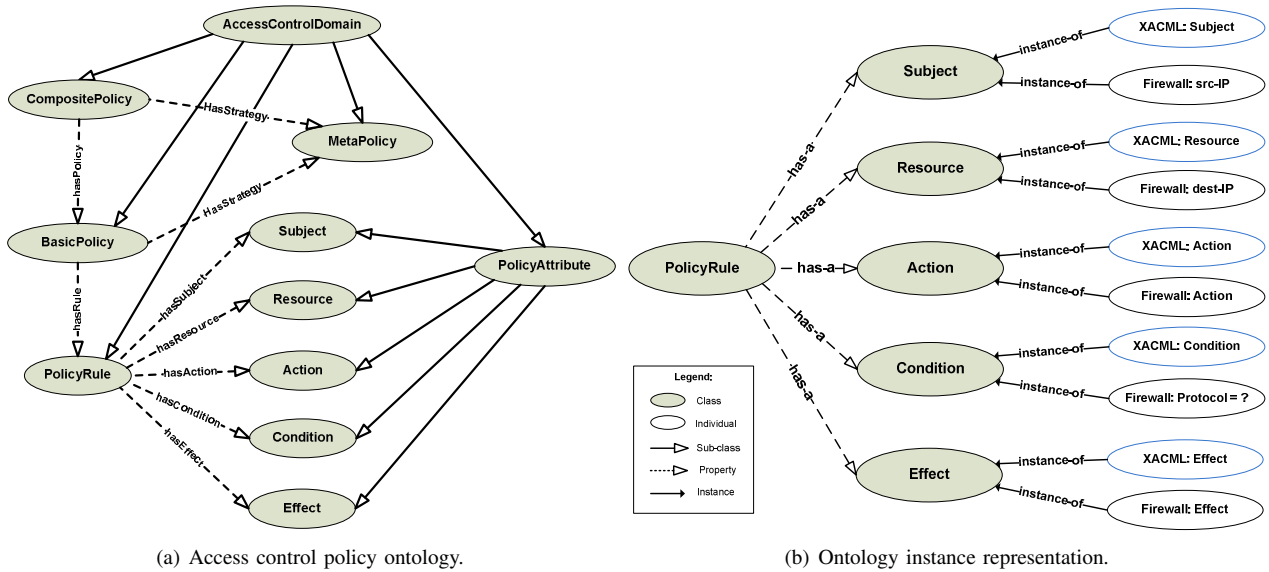 AccessControlDomain
CompositePolicy
HasStrategy
MetaPolicy
hasPolicy
HasStrategy
BasicPolicy
Subject
PolicyAttribute
hasSubject
hasRule
Resource
hasResource
PolicyRule
hasAction
Action
hasCondition
Condition
hasEffect
Effect
(a) Access control policy ontology.
XACML: Subject
instance-of
Subject
instance-of
Firewall: src-IP
has-a
XACML: Resource
instance-of
Resource
instance-of
Firewall: dest-IP
has-a
XACML: Action
instance-of
PolicyRule
has-a
Action
instance-of
Firewall: Action
has-a
XACML: Condition
instance-of
Condition
instance-of
Firewall: Protocol = ?
has-a
XACML: Effect
instance-of
Effect
instance-of
Firewall: Effect
Legend:
Class
Individual
Sub-class
Property
Instance
(b) Ontology instance representation.